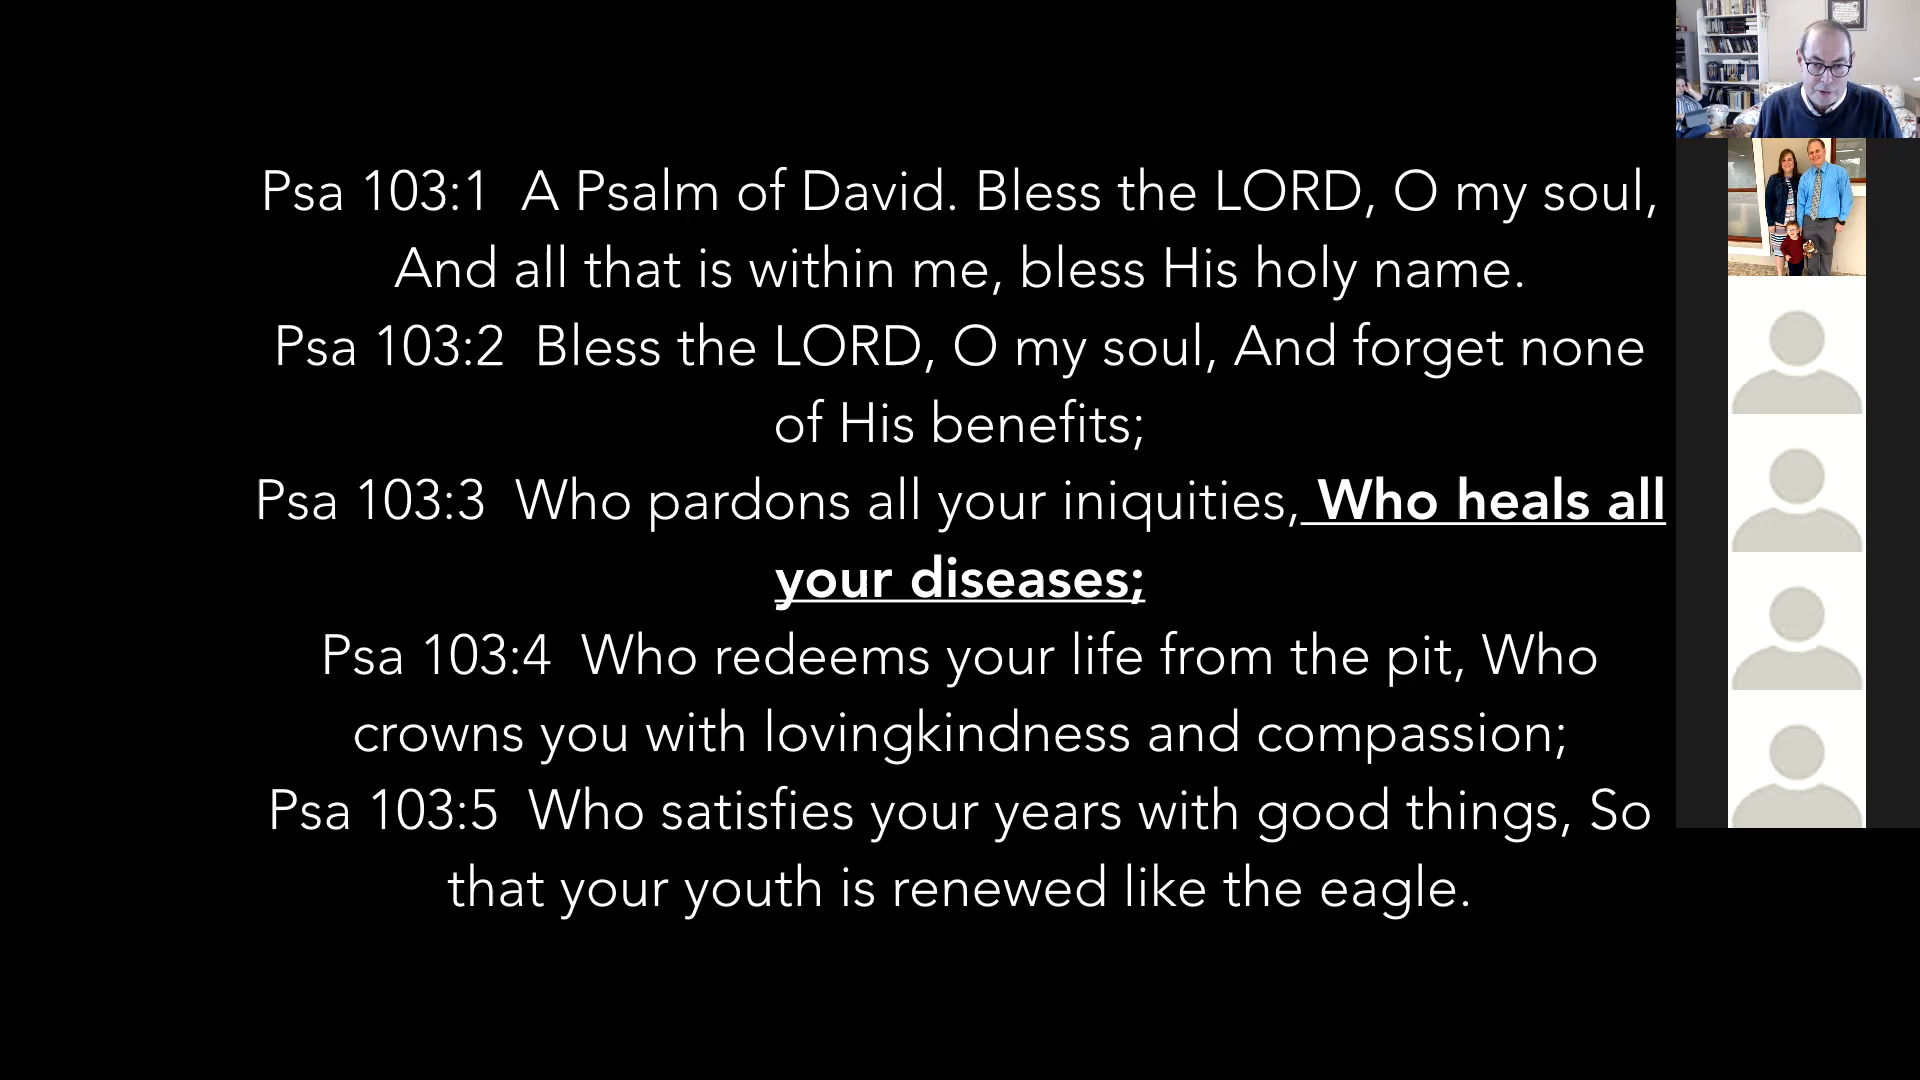 Psa 103:1 A Psalm of David. Bless the LORD, O my soul,
And all that is within me, bless His holy name.
Psa 103:2 Bless the LORD, O my soul, And forget none
of His benefits;
Psa 103:3 Who pardons all your iniquities, Who heals all
your diseases;
Psa 103:4 Who redeems your life from the pit, Who
crowns you with lovingkindness and compassion;
Psa 103:5 Who satisfies your years with good things, So
that your youth is renewed like the eagle.